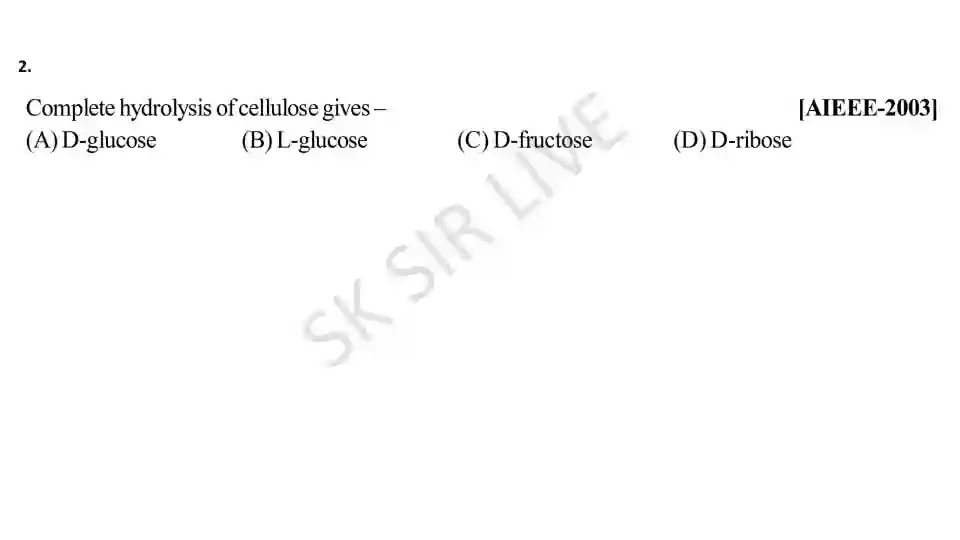 2.
Complete hydrolysis of cellulose gives – [AIEEE-2003]
(A) D-glucose (B) L-glucose (C) D-fructose (D) D-ribose
SK SIR LIVE